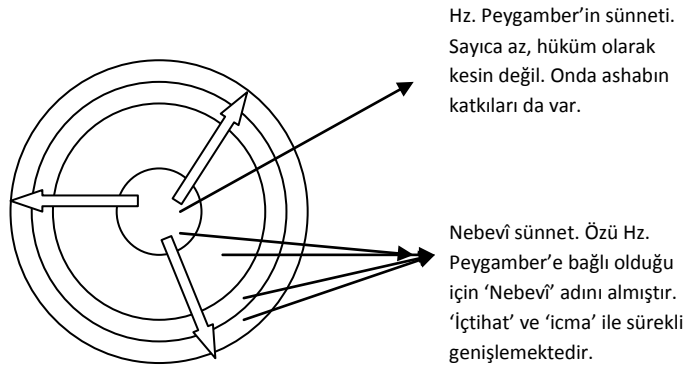 Hz. Peygamber’in sünneti.
Sayıca az, hüküm olarak
kesin değil. Onda ashabın
katkıları da var.
Nebevî sünnet. Özü Hz.
Peygamber’e bağlı olduğu
için ‘Nebevî’ adını almıştır.
‘İçtihat’ ve ‘icma’ ile sürekli
genişlemektedir.